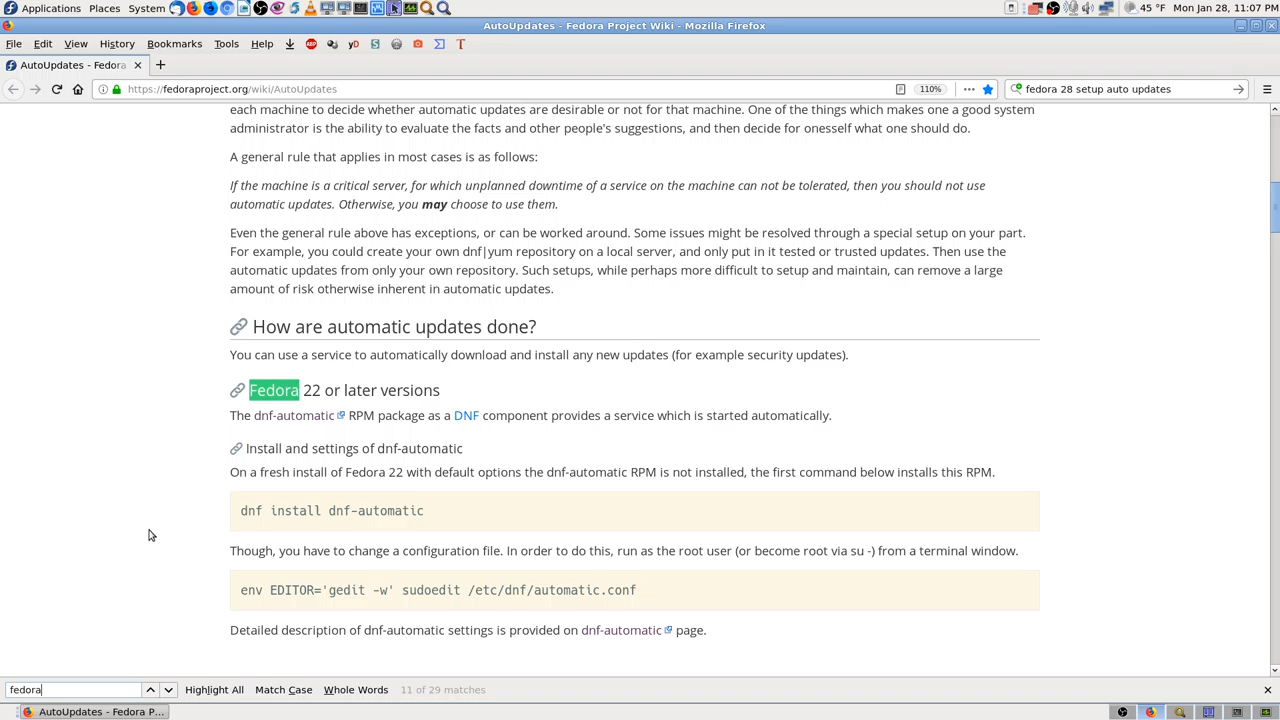 Applications Places System 45 °F Mon Jan 28, 11:07 PM
AutoUpdates - Fedora Project Wiki - Mozilla Firefox
File Edit View History Bookmarks Tools Help ABP yD S T
AutoUpdates - Fedora
https://fedoraproject.org/wiki/AutoUpdates 110% fedora 28 setup auto updates
each machine to decide whether automatic updates are desirable or not for that machine. One of the things which makes one a good system
administrator is the ability to evaluate the facts and other people's suggestions, and then decide for onesself what one should do.
A general rule that applies in most cases is as follows:
If the machine is a critical server, for which unplanned downtime of a service on the machine can not be tolerated, then you should not use
automatic updates. Otherwise, you may choose to use them.
Even the general rule above has exceptions, or can be worked around. Some issues might be resolved through a special setup on your part.
For example, you could create your own dnf|yum repository on a local server, and only put in it tested or trusted updates. Then use the
automatic updates from only your own repository. Such setups, while perhaps more difficult to setup and maintain, can remove a large
amount of risk otherwise inherent in automatic updates.
How are automatic updates done?
You can use a service to automatically download and install any new updates (for example security updates).
Fedora 22 or later versions
The dnf-automatic RPM package as a DNF component provides a service which is started automatically.
Install and settings of dnf-automatic
On a fresh install of Fedora 22 with default options the dnf-automatic RPM is not installed, the first command below installs this RPM.
dnf install dnf-automatic
Though, you have to change a configuration file. In order to do this, run as the root user (or become root via su -) from a terminal window.
env EDITOR='gedit -w' sudoedit /etc/dnf/automatic.conf
Detailed description of dnf-automatic settings is provided on dnf-automatic page.
fedora Highlight All Match Case Whole Words 11 of 29 matches
AutoUpdates - Fedora P...